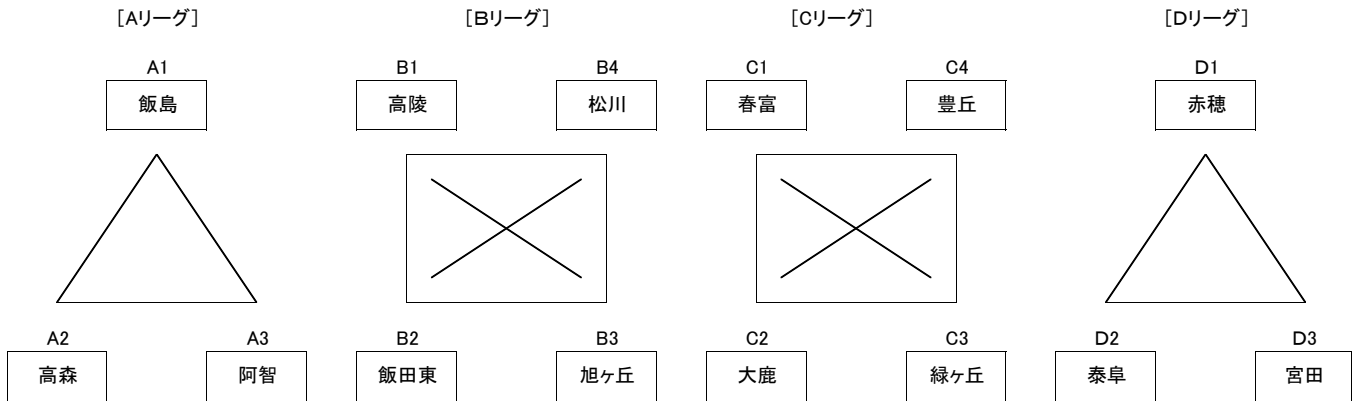 [Aリーグ]
[Bリーグ]
[Cリーグ]
[Dリーグ]
A1
B1
B4
C1
C4
D1
飯島
高陵
松川
春富
豊丘
赤穂
A2
A3
B2
B3
C2
C3
D2
D3
高森
阿智
飯田東
旭ヶ丘
大鹿
緑ヶ丘
泰阜
宮田